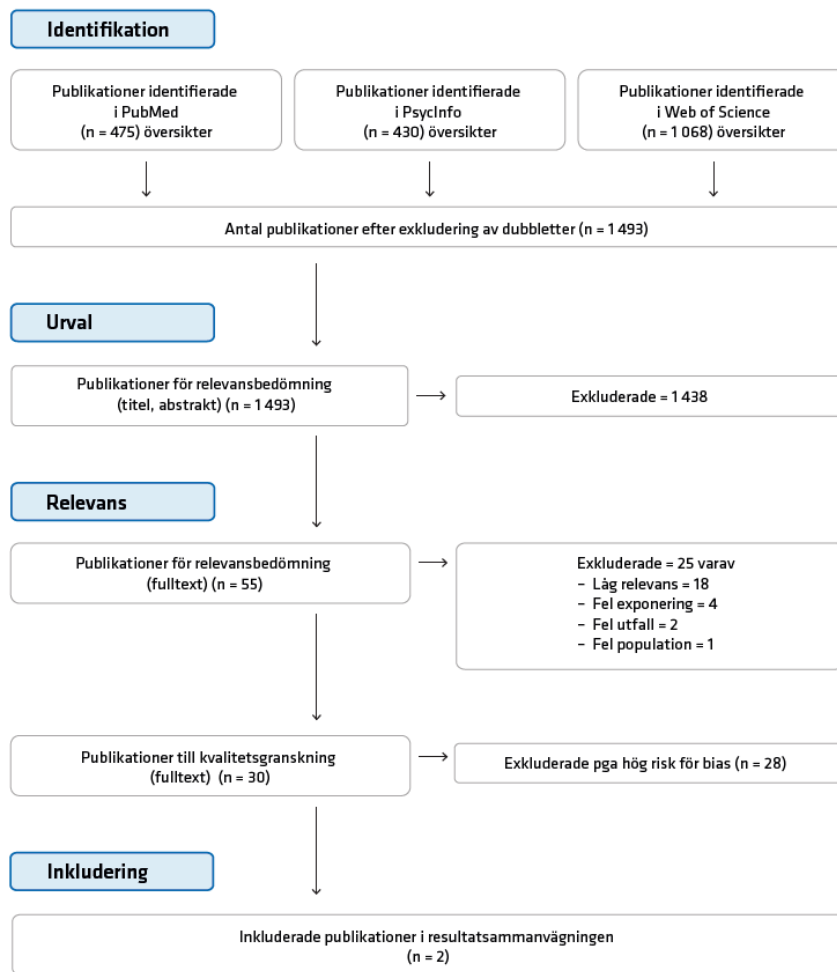 Identifikation
Publikationer identifierade
i PubMed
(n = 475) översikter
Publikationer identifierade
i PsycInfo
(n = 430) översikter
Publikationer identifierade
i Web of Science
(n = 1 068) översikter
Antal publikationer efter exkludering av dubbletter (n = 1 493)
Urval
Publikationer för relevansbedömning
(titel, abstrakt) (n = 1 493)
Exkluderade = 1 438
Relevans
Publikationer för relevansbedömning
(fulltext) (n = 55)
Exkluderade = 25 varav
– Låg relevans = 18
– Fel exponering = 4
– Fel utfall = 2
– Fel population = 1
Publikationer till kvalitetsgranskning
(fulltext) (n = 30)
Exkluderade pga hög risk för bias (n = 28)
Inkludering
Inkluderade publikationer i resultatsammanvägningen
(n = 2)